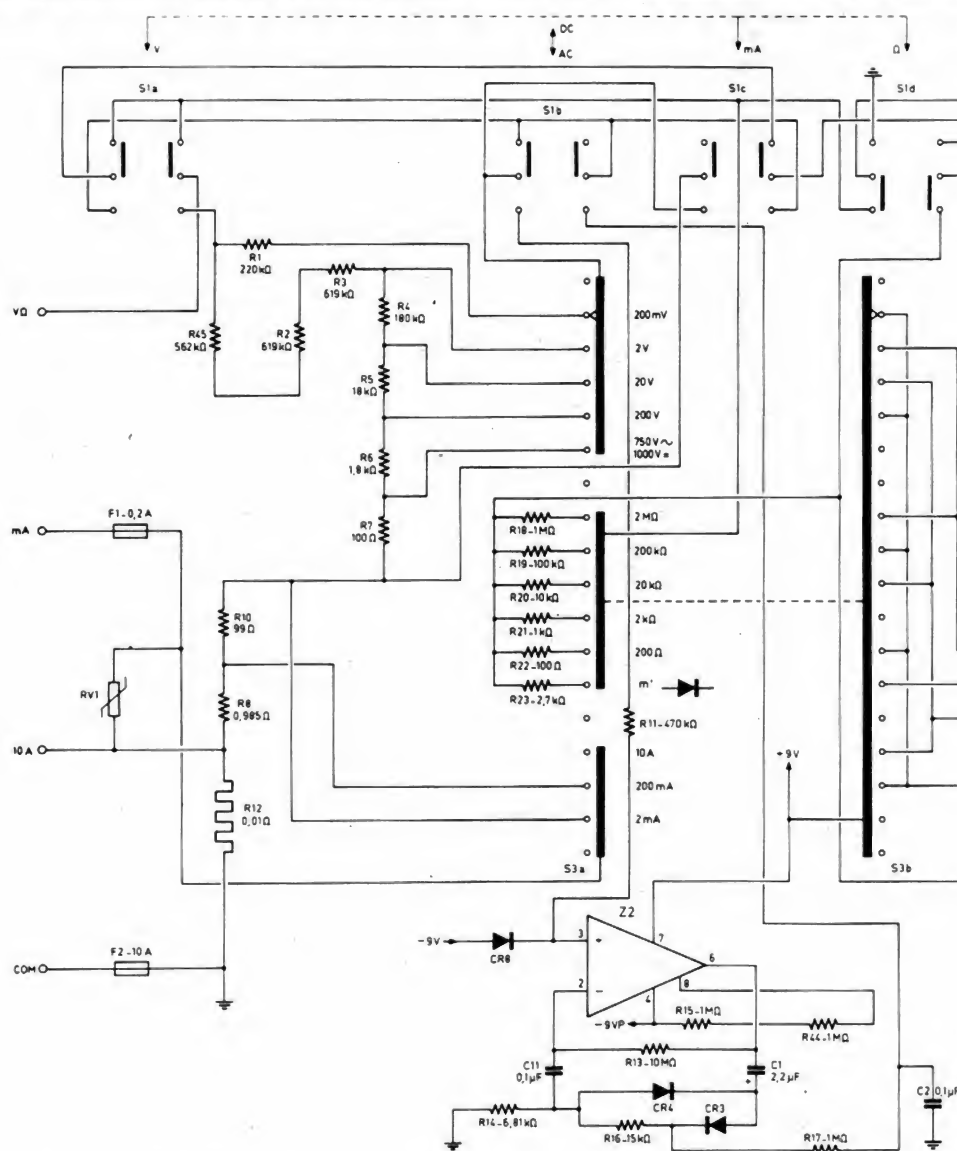 DC
V
AC
mA
Ω
S1a
S1b
S1c
S1d
R1
220kΩ
R3
619kΩ
R4
180kΩ
VΩ
R45
562kΩ
R2
619kΩ
200mV
2V
R5
18kΩ
20V
200V
R6
1,8kΩ
750V~
1000V=
R7
100Ω
mA
F1-0,2A
R18-1MΩ
2MΩ
R19-100kΩ
200kΩ
R20-10kΩ
20kΩ
R21-1kΩ
2kΩ
R22-100Ω
200Ω
R23-2,7kΩ
R10
99Ω
RV1
R8
0,985Ω
R11-470kΩ
10A
10A
+9V
R12
0,01Ω
200mA
2mA
S3a
S3b
Z2
-9V
CR8
3
+
7
6
2
-
4
8
COM
F2-10A
-9VP
R15-1MΩ
R44-1MΩ
R13-10MΩ
C11
0,1µF
C1
2,2µF
+
CR4
CR3
C2
0,1µF
R14-6,81kΩ
R16-15kΩ
R17-1MΩ